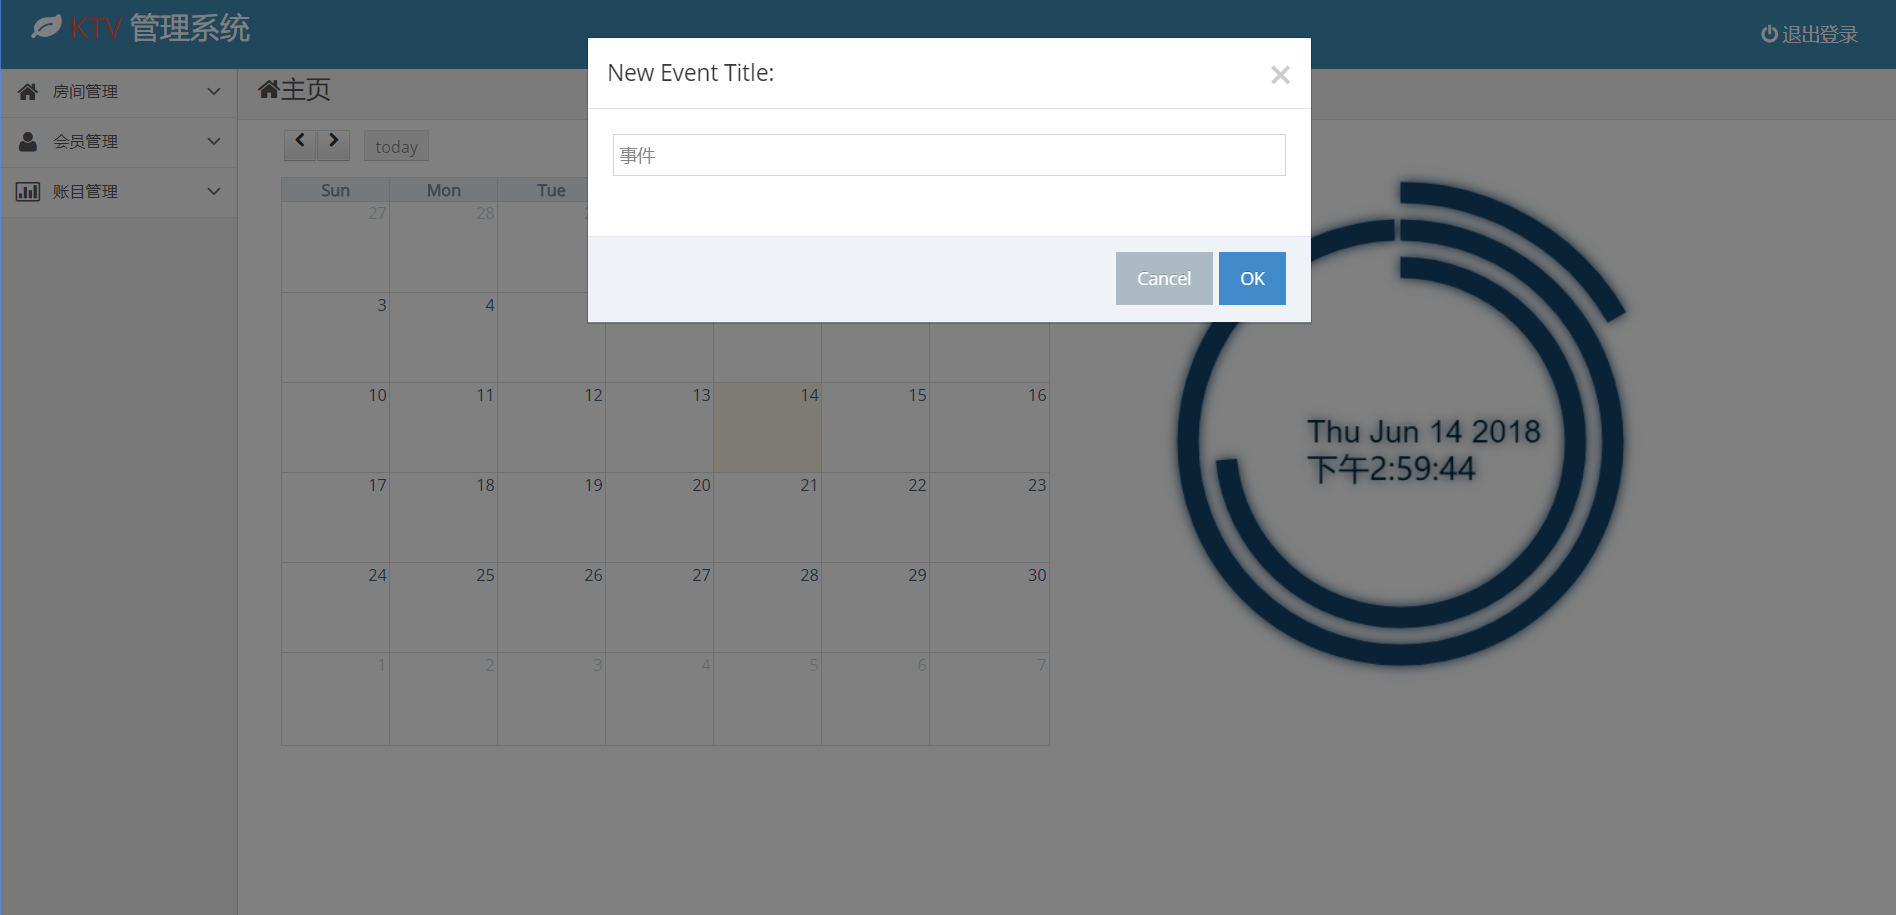 KTV 管理系统
退出登录
房间管理
会员管理
账目管理
主页
today
New Event Title:
事件
Cancel OK
Sun Mon Tue
27 28
3 4
10 11 12 13 14 15 16
17 18 19 20 21 22 23
24 25 26 27 28 29 30
1 2 3 4 5 6 7
Thu Jun 14 2018
下午2:59:44